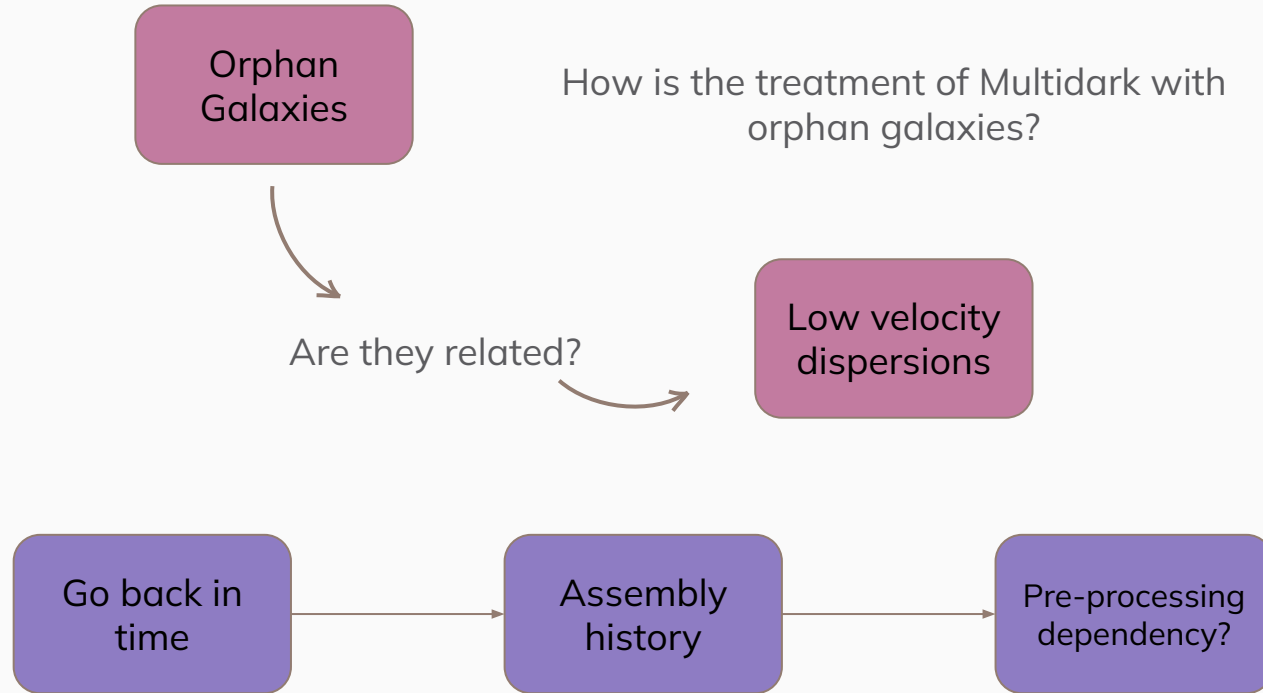 Orphan
Galaxies
How is the treatment of Multidark with
orphan galaxies?
Are they related?
Low velocity
dispersions
Go back in
time
Assembly
history
Pre-processing
dependency?